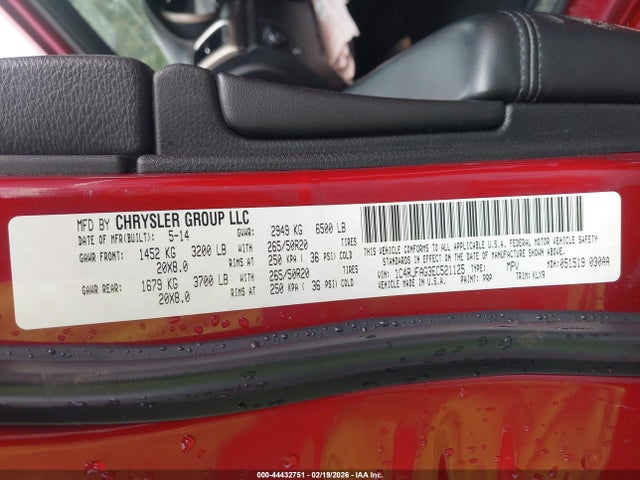 MFD BY CHRYSLER GROUP LLC
DATE OF MFR(BUILT): 5-14 GVWR: 2949 KG 6500 LB
GAWR FRONT: 1452 KG 3200 LB WITH 265/50R20 TIRES
20X8.0 RIMS AT 250 KPA ( 36 PSI) COLD
GAWR REAR: 1679 KG 3700 LB WITH 265/50R20 TIRES
20X8.0 RIMS AT 250 KPA ( 36 PSI) COLD
THIS VEHICLE CONFORMS TO ALL APPLICABLE U.S.A. FEDERAL MOTOR VEHICLE SAFETY
STANDARDS IN EFFECT ON THE DATE OF MANUFACTURE SHOWN ABOVE.
VIN: 1C4RJFAG3EC521125 TYPE: MPV MDH:051519 030AA
VEHICLE MADE IN U.S.A. PAINT: PRP TRIM:KLX9
000-44432751 02/19/2026 - IAA Inc.